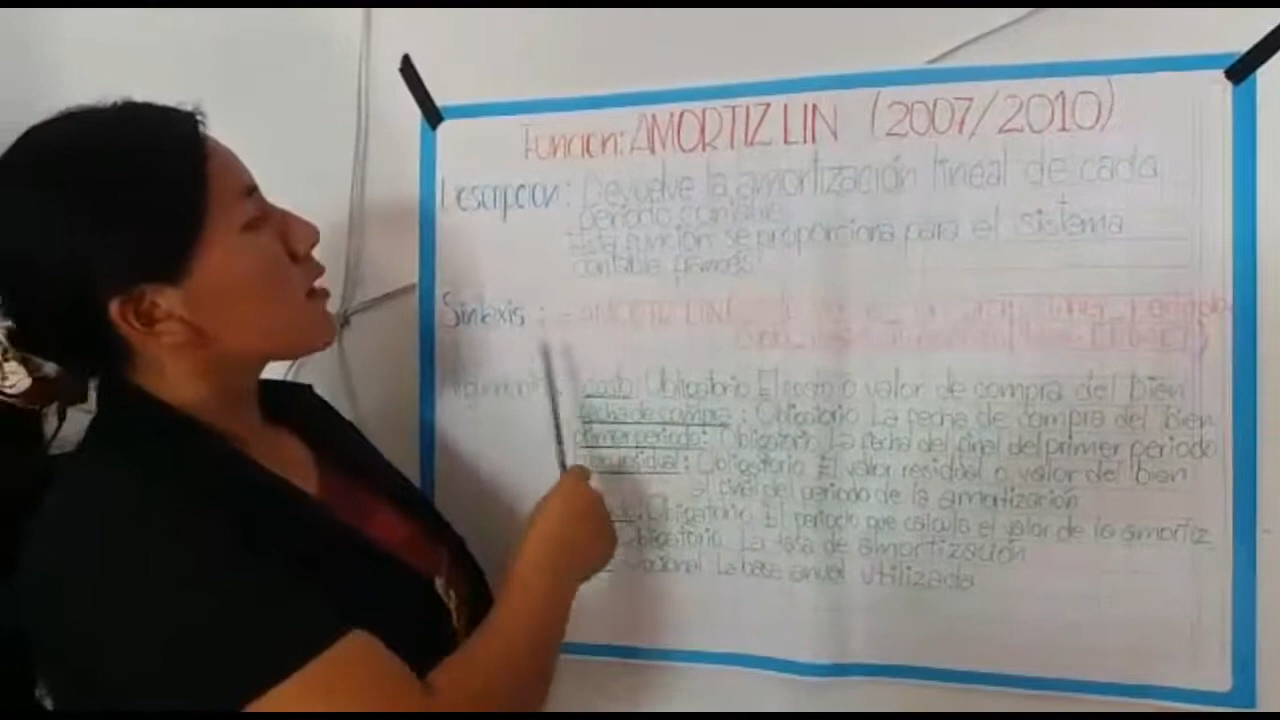 Funcion: AMORTIZ LIN (2007/2010)
Descripcion: Devuelve la amortización lineal de cada
periodo contable
Esta función se proporciona para el sistema
contable francés
Sintaxis : = AMORTIZ LIN(
costo Obligatorio El costo o valor de compra del bien
fecha de compra : Obligatorio La fecha de compra del bien
primer periodo: Obligatorio La fecha del final del primer periodo
Obligatorio El valor residual o valor del bien
al final del periodo de la amortización
Obligatorio El periodo que calcula el valor de la amortiz
Obligatorio La tasa de amortización
Opcional La base anual utilizada